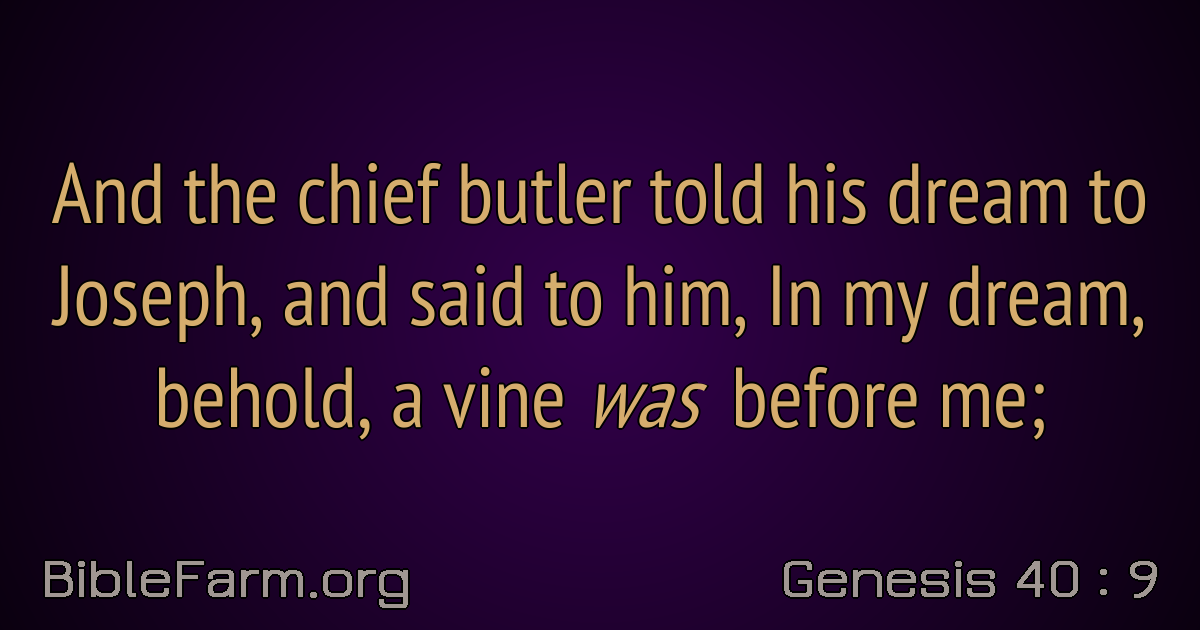 And the chief butler told his dream to
Joseph, and said to him, In my dream,
behold, a vine was before me;
BibleFarm.org
Genesis 40 : 9